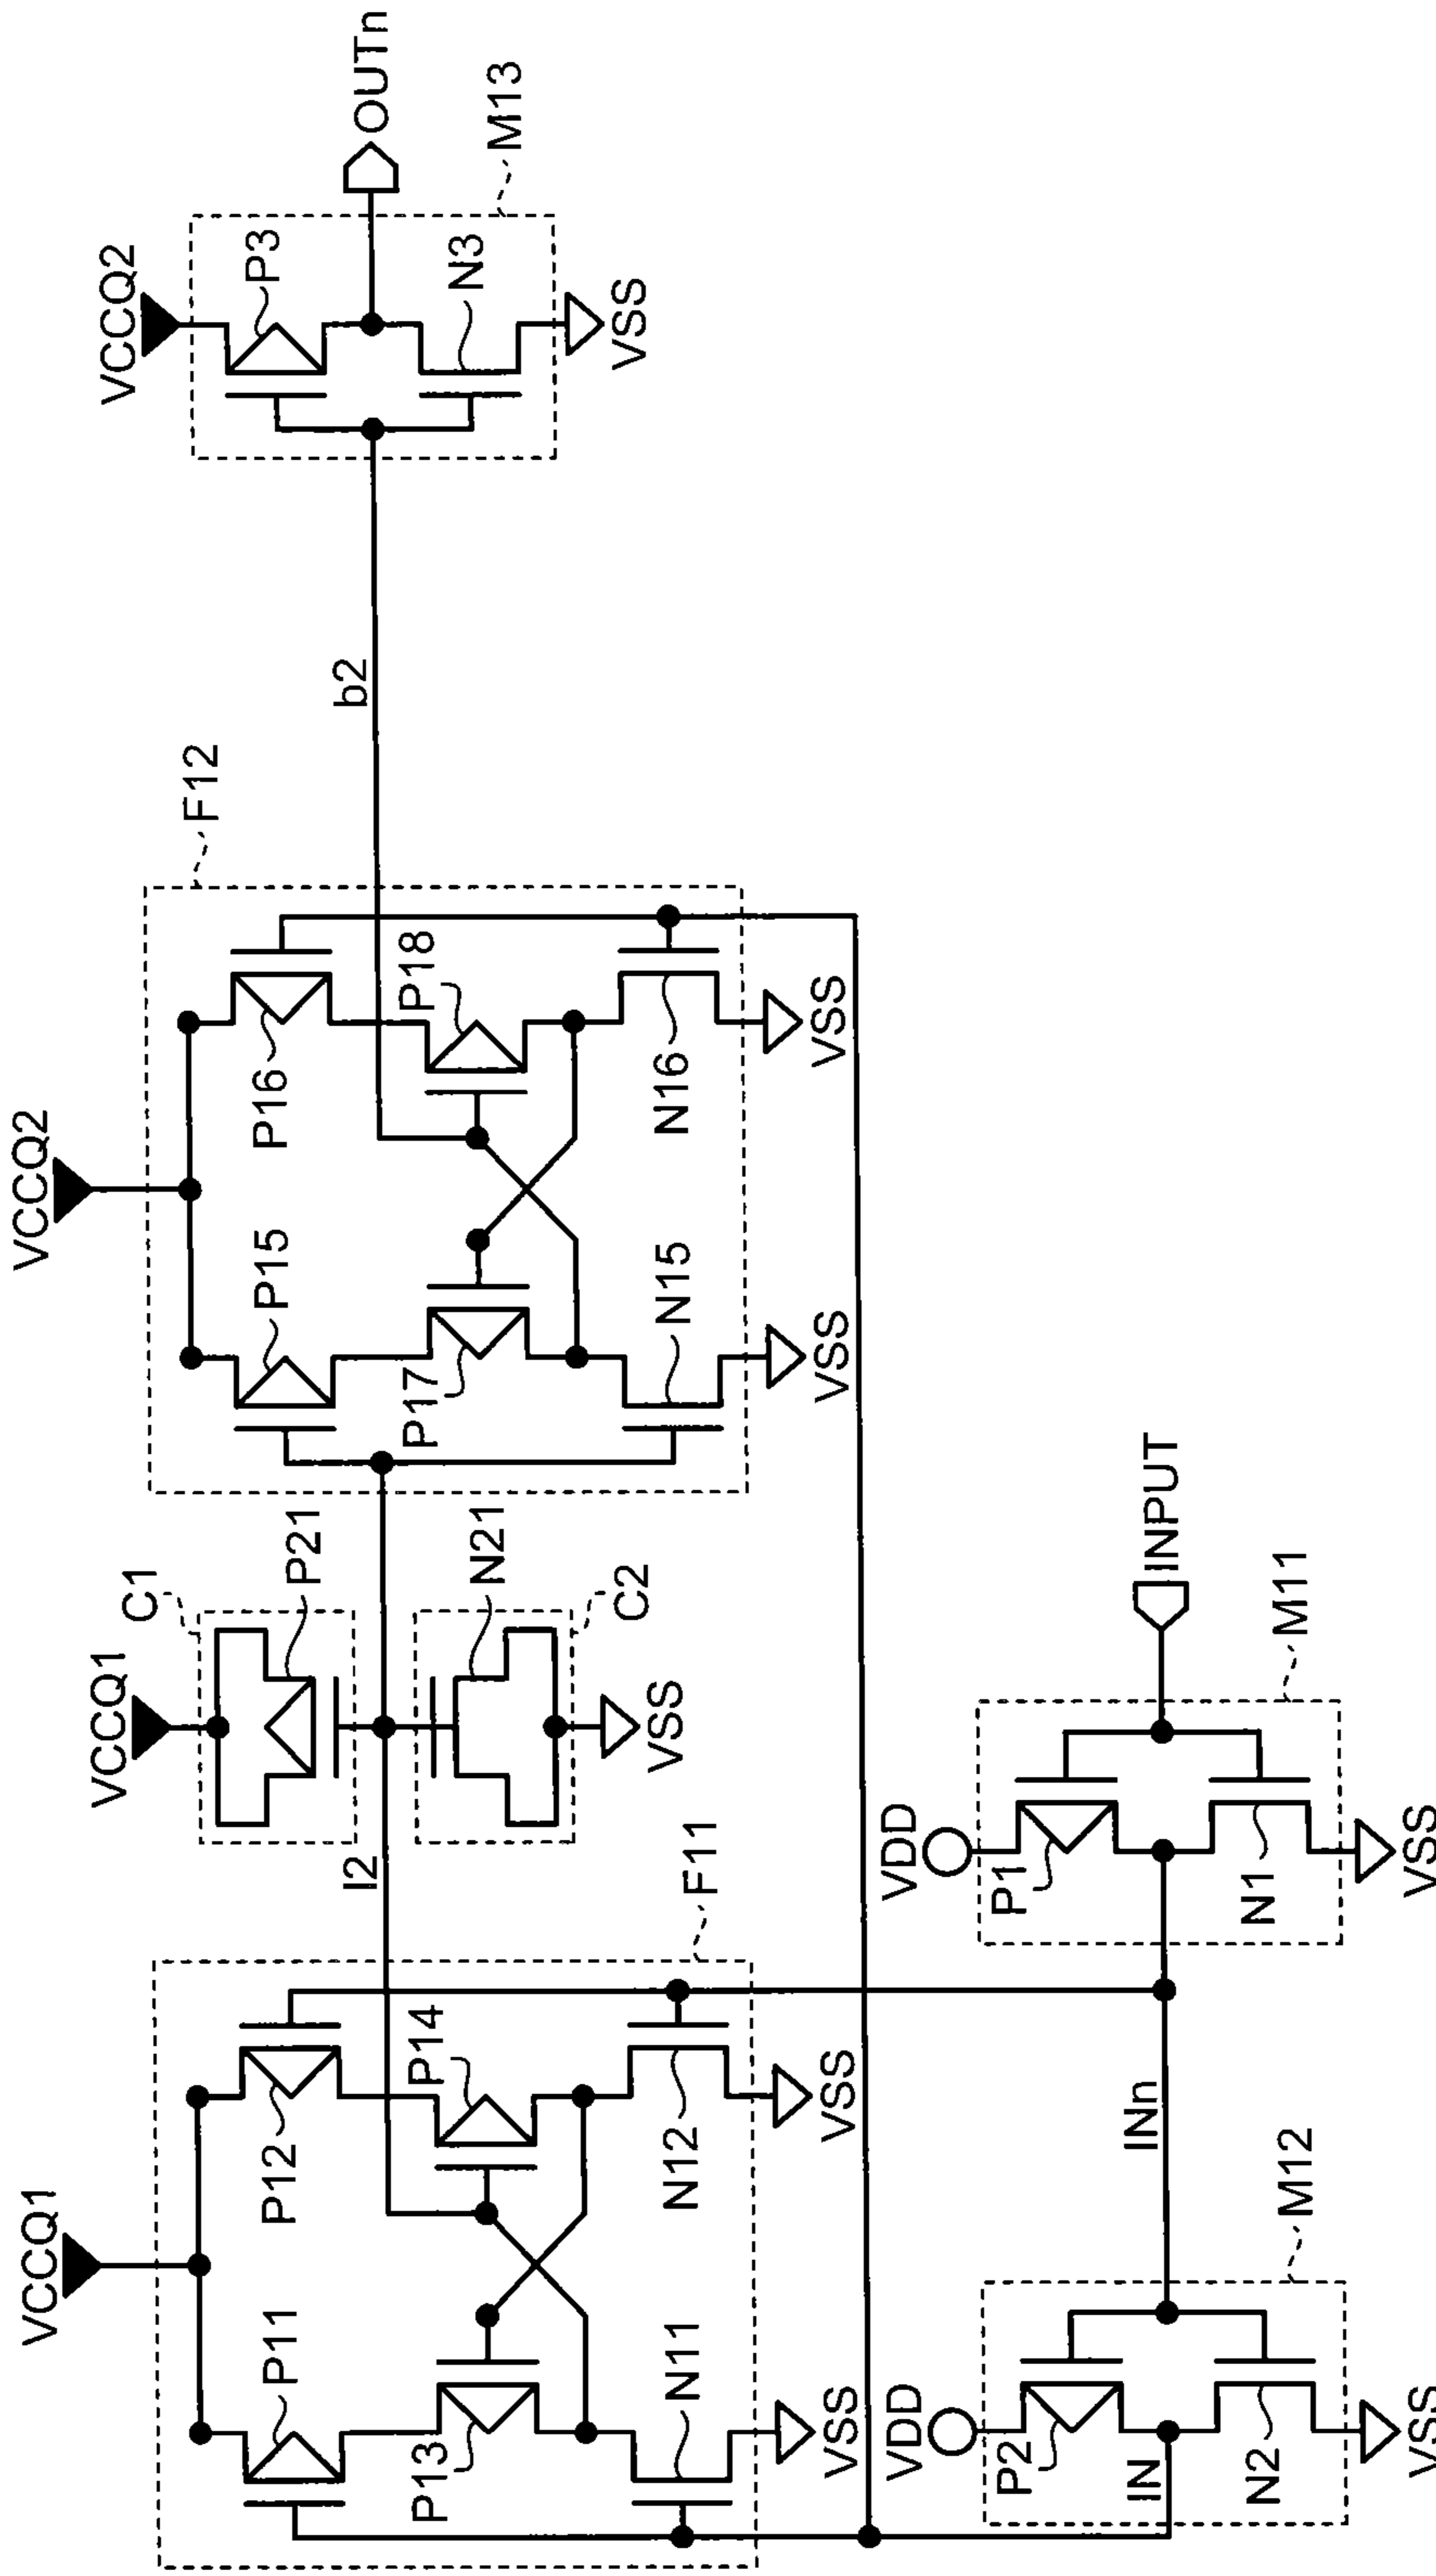 VCCQ1
P11
P12
P13
P14
N11
N12
VSS
VSS
F11
I2
VCCQ1
C1
P21
N21
C2
VSS
VCCQ2
P15
P16
P17
P18
N15
N16
VSS
VSS
F12
b2
VCCQ2
P3
N3
VSS
M13
OUTn
VDD
P2
IN
N2
VSS
M12
INn
VDD
P1
N1
VSS
M11
INPUT